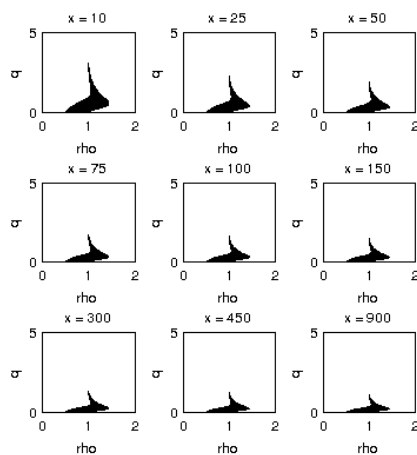 x = 10 x = 25 x = 50
5 5 5
q q q
0 0 0
0 1 2 0 1 2 0 1 2
rho rho rho
x = 75 x = 100 x = 150
5 5 5
q q q
0 0 0
0 1 2 0 1 2 0 1 2
rho rho rho
x = 300 x = 450 x = 900
5 5 5
q q q
0 0 0
0 1 2 0 1 2 0 1 2
rho rho rho